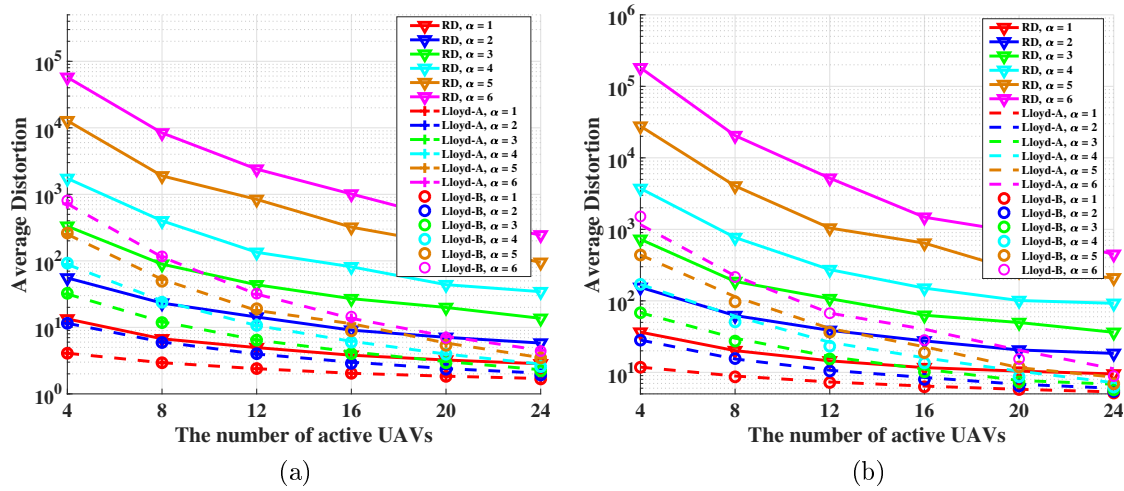 10^5
10^4
10^3
10^2
10^1
10^0
Average Distortion
4 8 12 16 20 24
The number of active UAVs
RD, α = 1
RD, α = 2
RD, α = 3
RD, α = 4
RD, α = 5
RD, α = 6
Lloyd-A, α = 1
Lloyd-A, α = 2
Lloyd-A, α = 3
Lloyd-A, α = 4
Lloyd-A, α = 5
Lloyd-A, α = 6
Lloyd-B, α = 1
Lloyd-B, α = 2
Lloyd-B, α = 3
Lloyd-B, α = 4
Lloyd-B, α = 5
Lloyd-B, α = 6
(a)
10^6
10^5
10^4
10^3
10^2
10^1
Average Distortion
4 8 12 16 20 24
The number of active UAVs
RD, α = 1
RD, α = 2
RD, α = 3
RD, α = 4
RD, α = 5
RD, α = 6
Lloyd-A, α = 1
Lloyd-A, α = 2
Lloyd-A, α = 3
Lloyd-A, α = 4
Lloyd-A, α = 5
Lloyd-A, α = 6
Lloyd-B, α = 1
Lloyd-B, α = 2
Lloyd-B, α = 3
Lloyd-B, α = 4
Lloyd-B, α = 5
Lloyd-B, α = 6
(b)